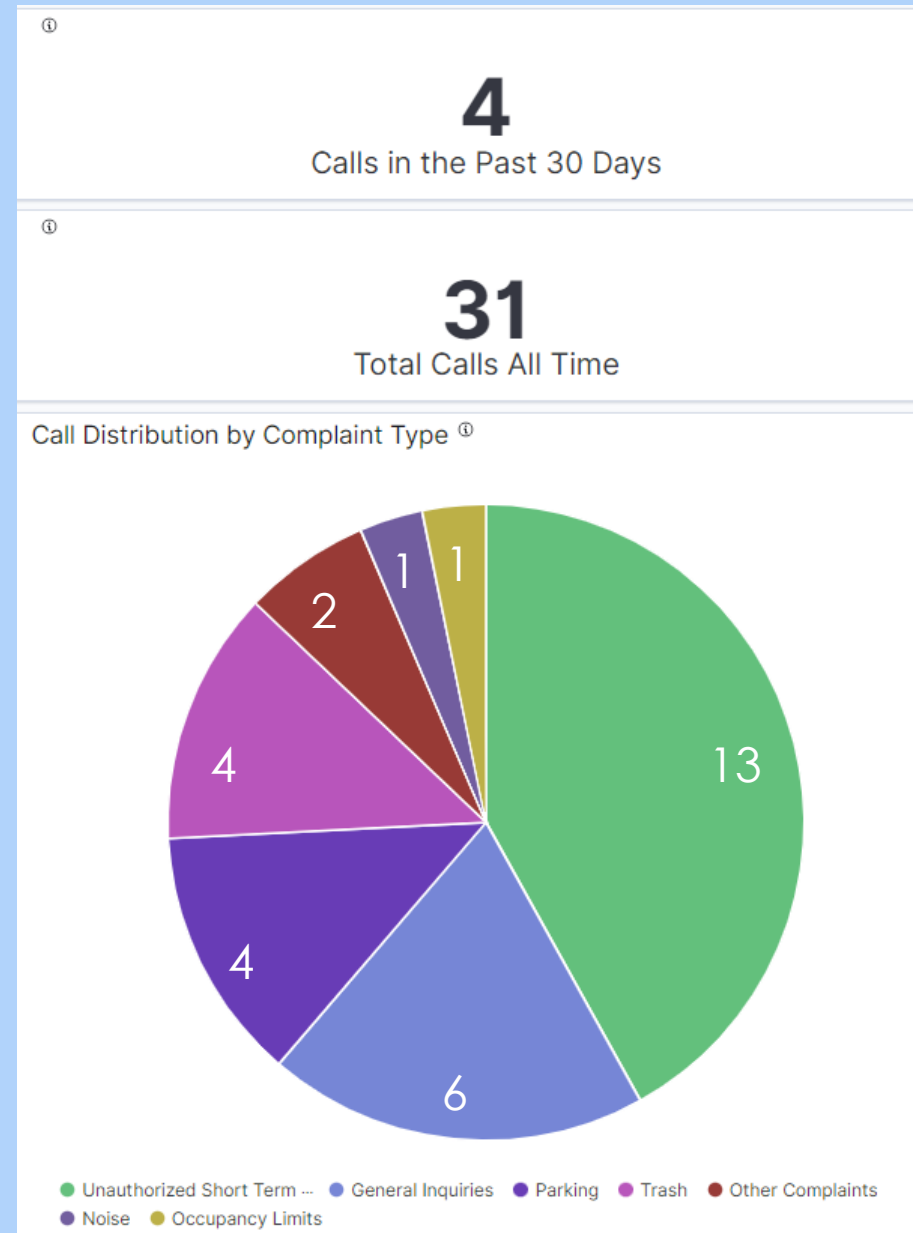 4
Calls in the Past 30 Days
31
Total Calls All Time
Call Distribution by Complaint Type
1
1
2
4
13
4
6
Unauthorized Short Term ... General Inquiries Parking Trash Other Complaints
Noise Occupancy Limits